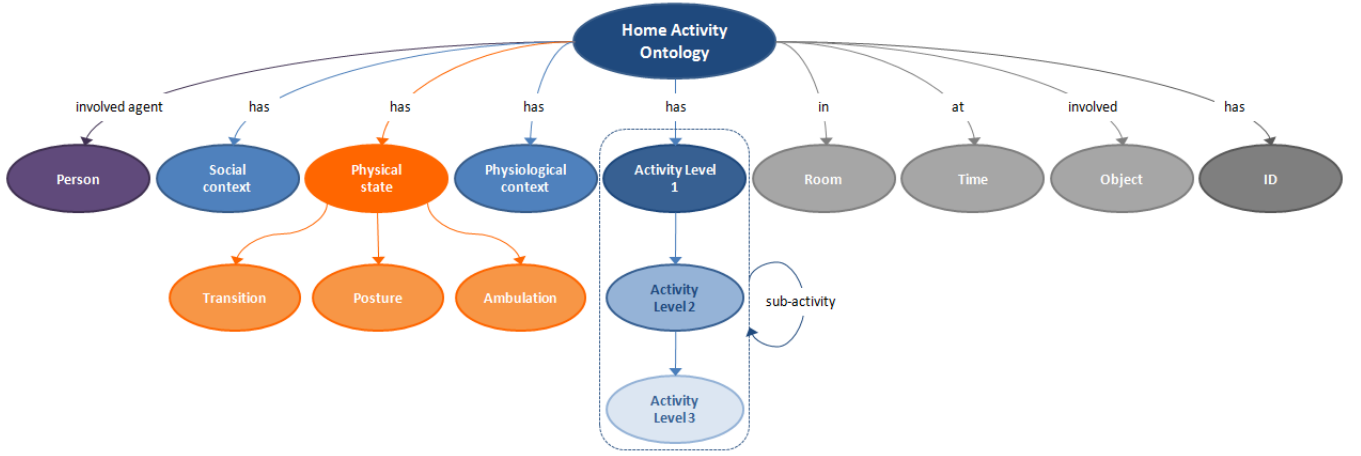 Home Activity
Ontology
involved agent
has
has
has
has
in
at
involved
has
Person
Social
context
Physical
state
Physiological
context
Activity Level
1
Room
Time
Object
ID
Transition
Posture
Ambulation
Activity
Level 2
sub-activity
Activity
Level 3